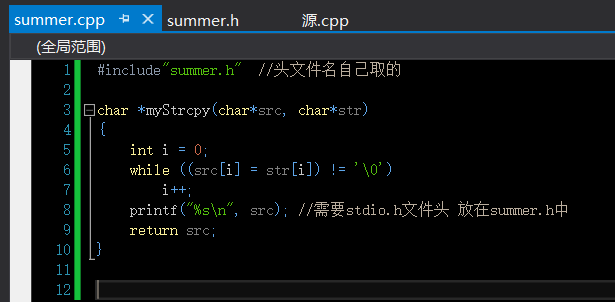 summer.cpp summer.h 源.cpp
(全局范围)
1 #include"summer.h" //头文件名自己取的
2
3 char *myStrcpy(char*src, char*str)
4 {
5 int i = 0;
6 while ((src[i] = str[i]) != '\0')
7 i++;
8 printf("%s\n", src); //需要stdio.h文件头 放在summer.h中
9 return src;
10 }
11
12